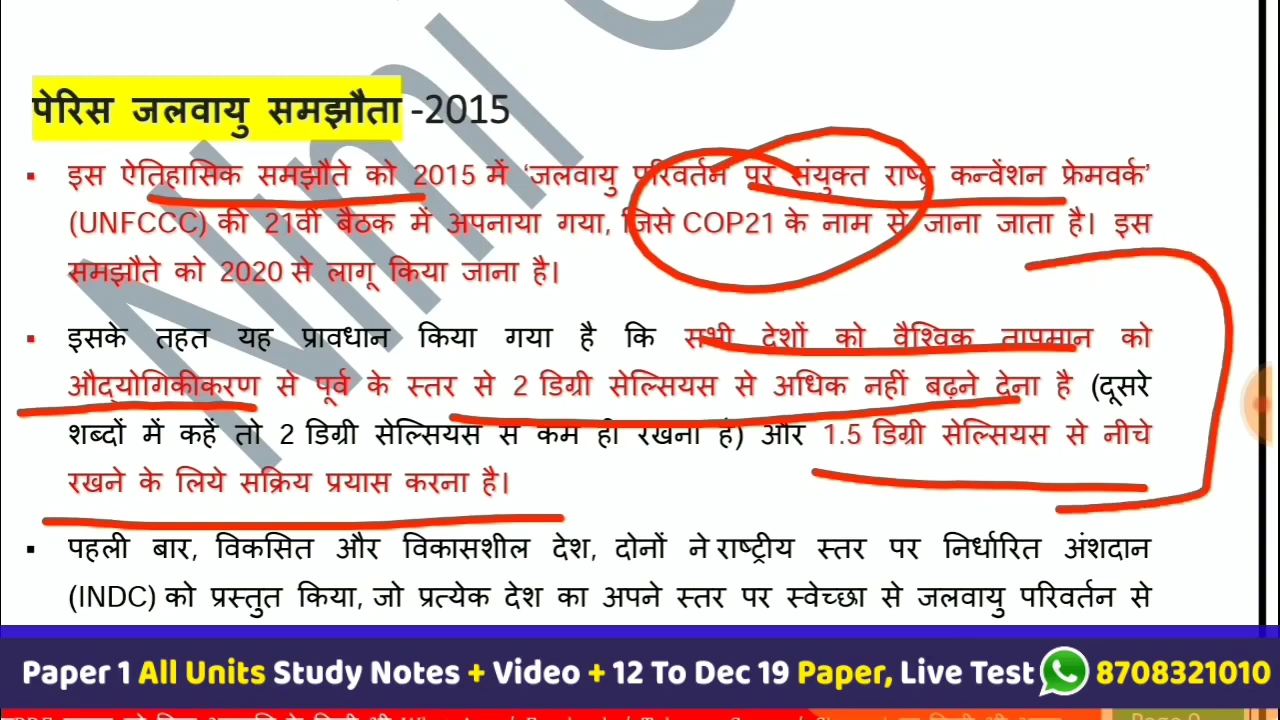 पेरिस जलवायु समझौता -2015
▪ इस ऐतिहासिक समझौते को 2015 में ‘जलवायु परिवर्तन पर संयुक्त राष्ट्र कन्वेंशन फ्रेमवर्क’
(UNFCCC) की 21वीं बैठक में अपनाया गया, जिसे COP21 के नाम से जाना जाता है। इस
समझौते को 2020 से लागू किया जाना है।
▪ इसके तहत यह प्रावधान किया गया है कि सभी देशों को वैश्विक तापमान को
औद्योगिकीकरण से पूर्व के स्तर से 2 डिग्री सेल्सियस से अधिक नहीं बढ़ने देना है (दूसरे
शब्दों में कहें तो 2 डिग्री सेल्सियस से कम ही रखना है) और 1.5 डिग्री सेल्सियस से नीचे
रखने के लिये सक्रिय प्रयास करना है।
▪ पहली बार, विकसित और विकासशील देश, दोनों ने राष्ट्रीय स्तर पर निर्धारित अंशदान
(INDC) को प्रस्तुत किया, जो प्रत्येक देश का अपने स्तर पर स्वेच्छा से जलवायु परिवर्तन से
Paper 1 All Units Study Notes + Video + 12 To Dec 19 Paper, Live Test 8708321010